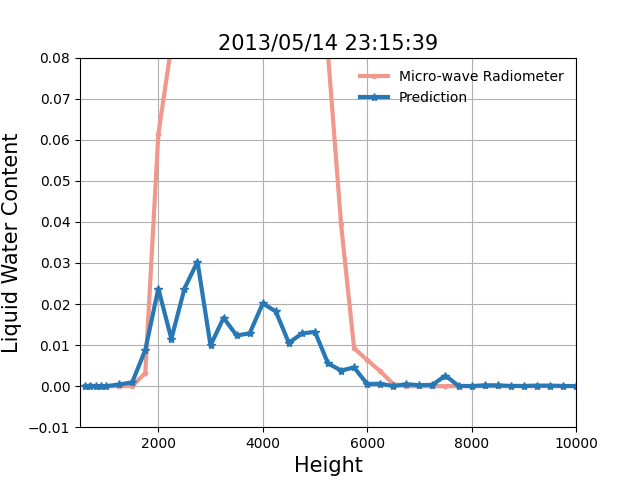 2013/05/14 23:15:39
Micro-wave Radiometer
Prediction
Liquid Water Content
0.08
0.07
0.06
0.05
0.04
0.03
0.02
0.01
0.00
−0.01
2000 4000 6000 8000 10000
Height